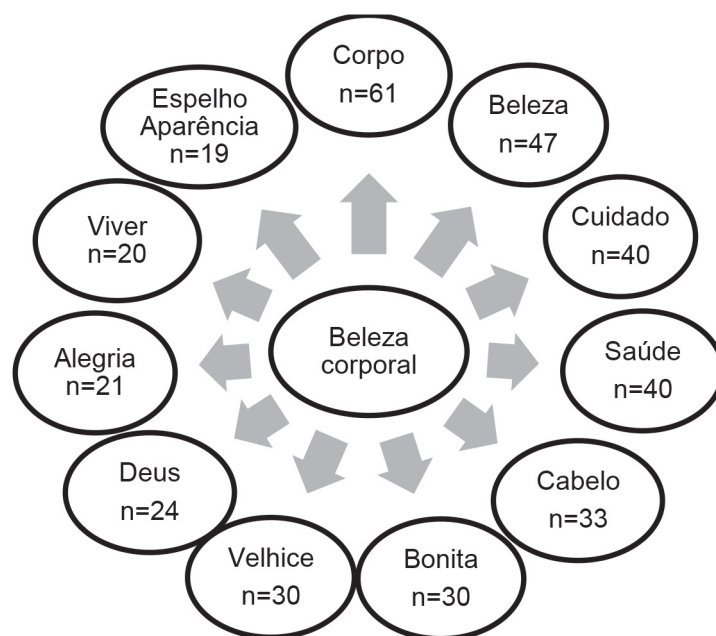 Corpo
n=61
Beleza
n=47
Cuidado
n=40
Saúde
n=40
Cabelo
n=33
Bonita
n=30
Velhice
n=30
Deus
n=24
Alegria
n=21
Viver
n=20
Espelho
Aparência
n=19
Beleza
corporal